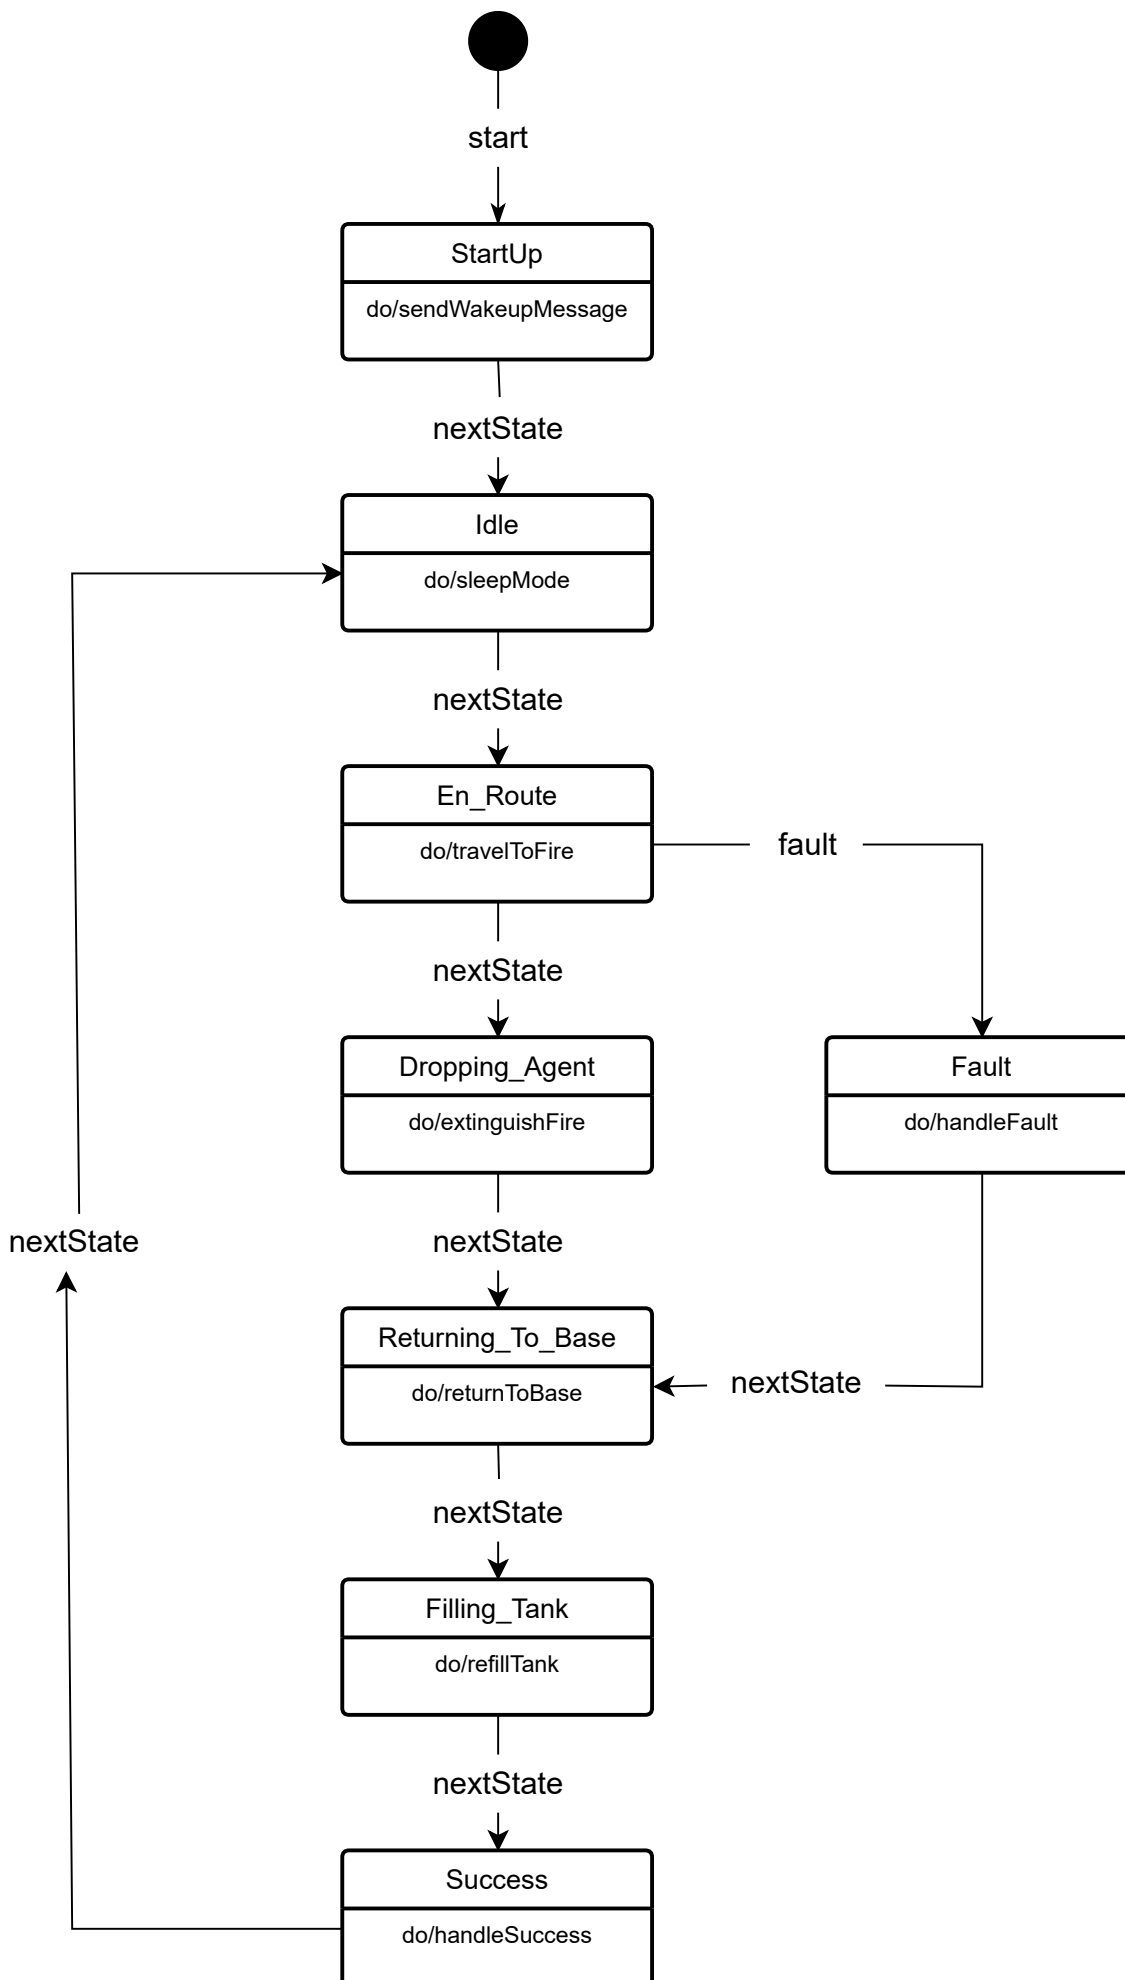 start
StartUp
do/sendWakeupMessage
nextState
Idle
do/sleepMode
nextState
En_Route
do/travelToFire
fault
nextState
Dropping_Agent
do/extinguishFire
Fault
do/handleFault
nextState
nextState
Returning_To_Base
do/returnToBase
nextState
nextState
Filling_Tank
do/refillTank
nextState
Success
do/handleSuccess